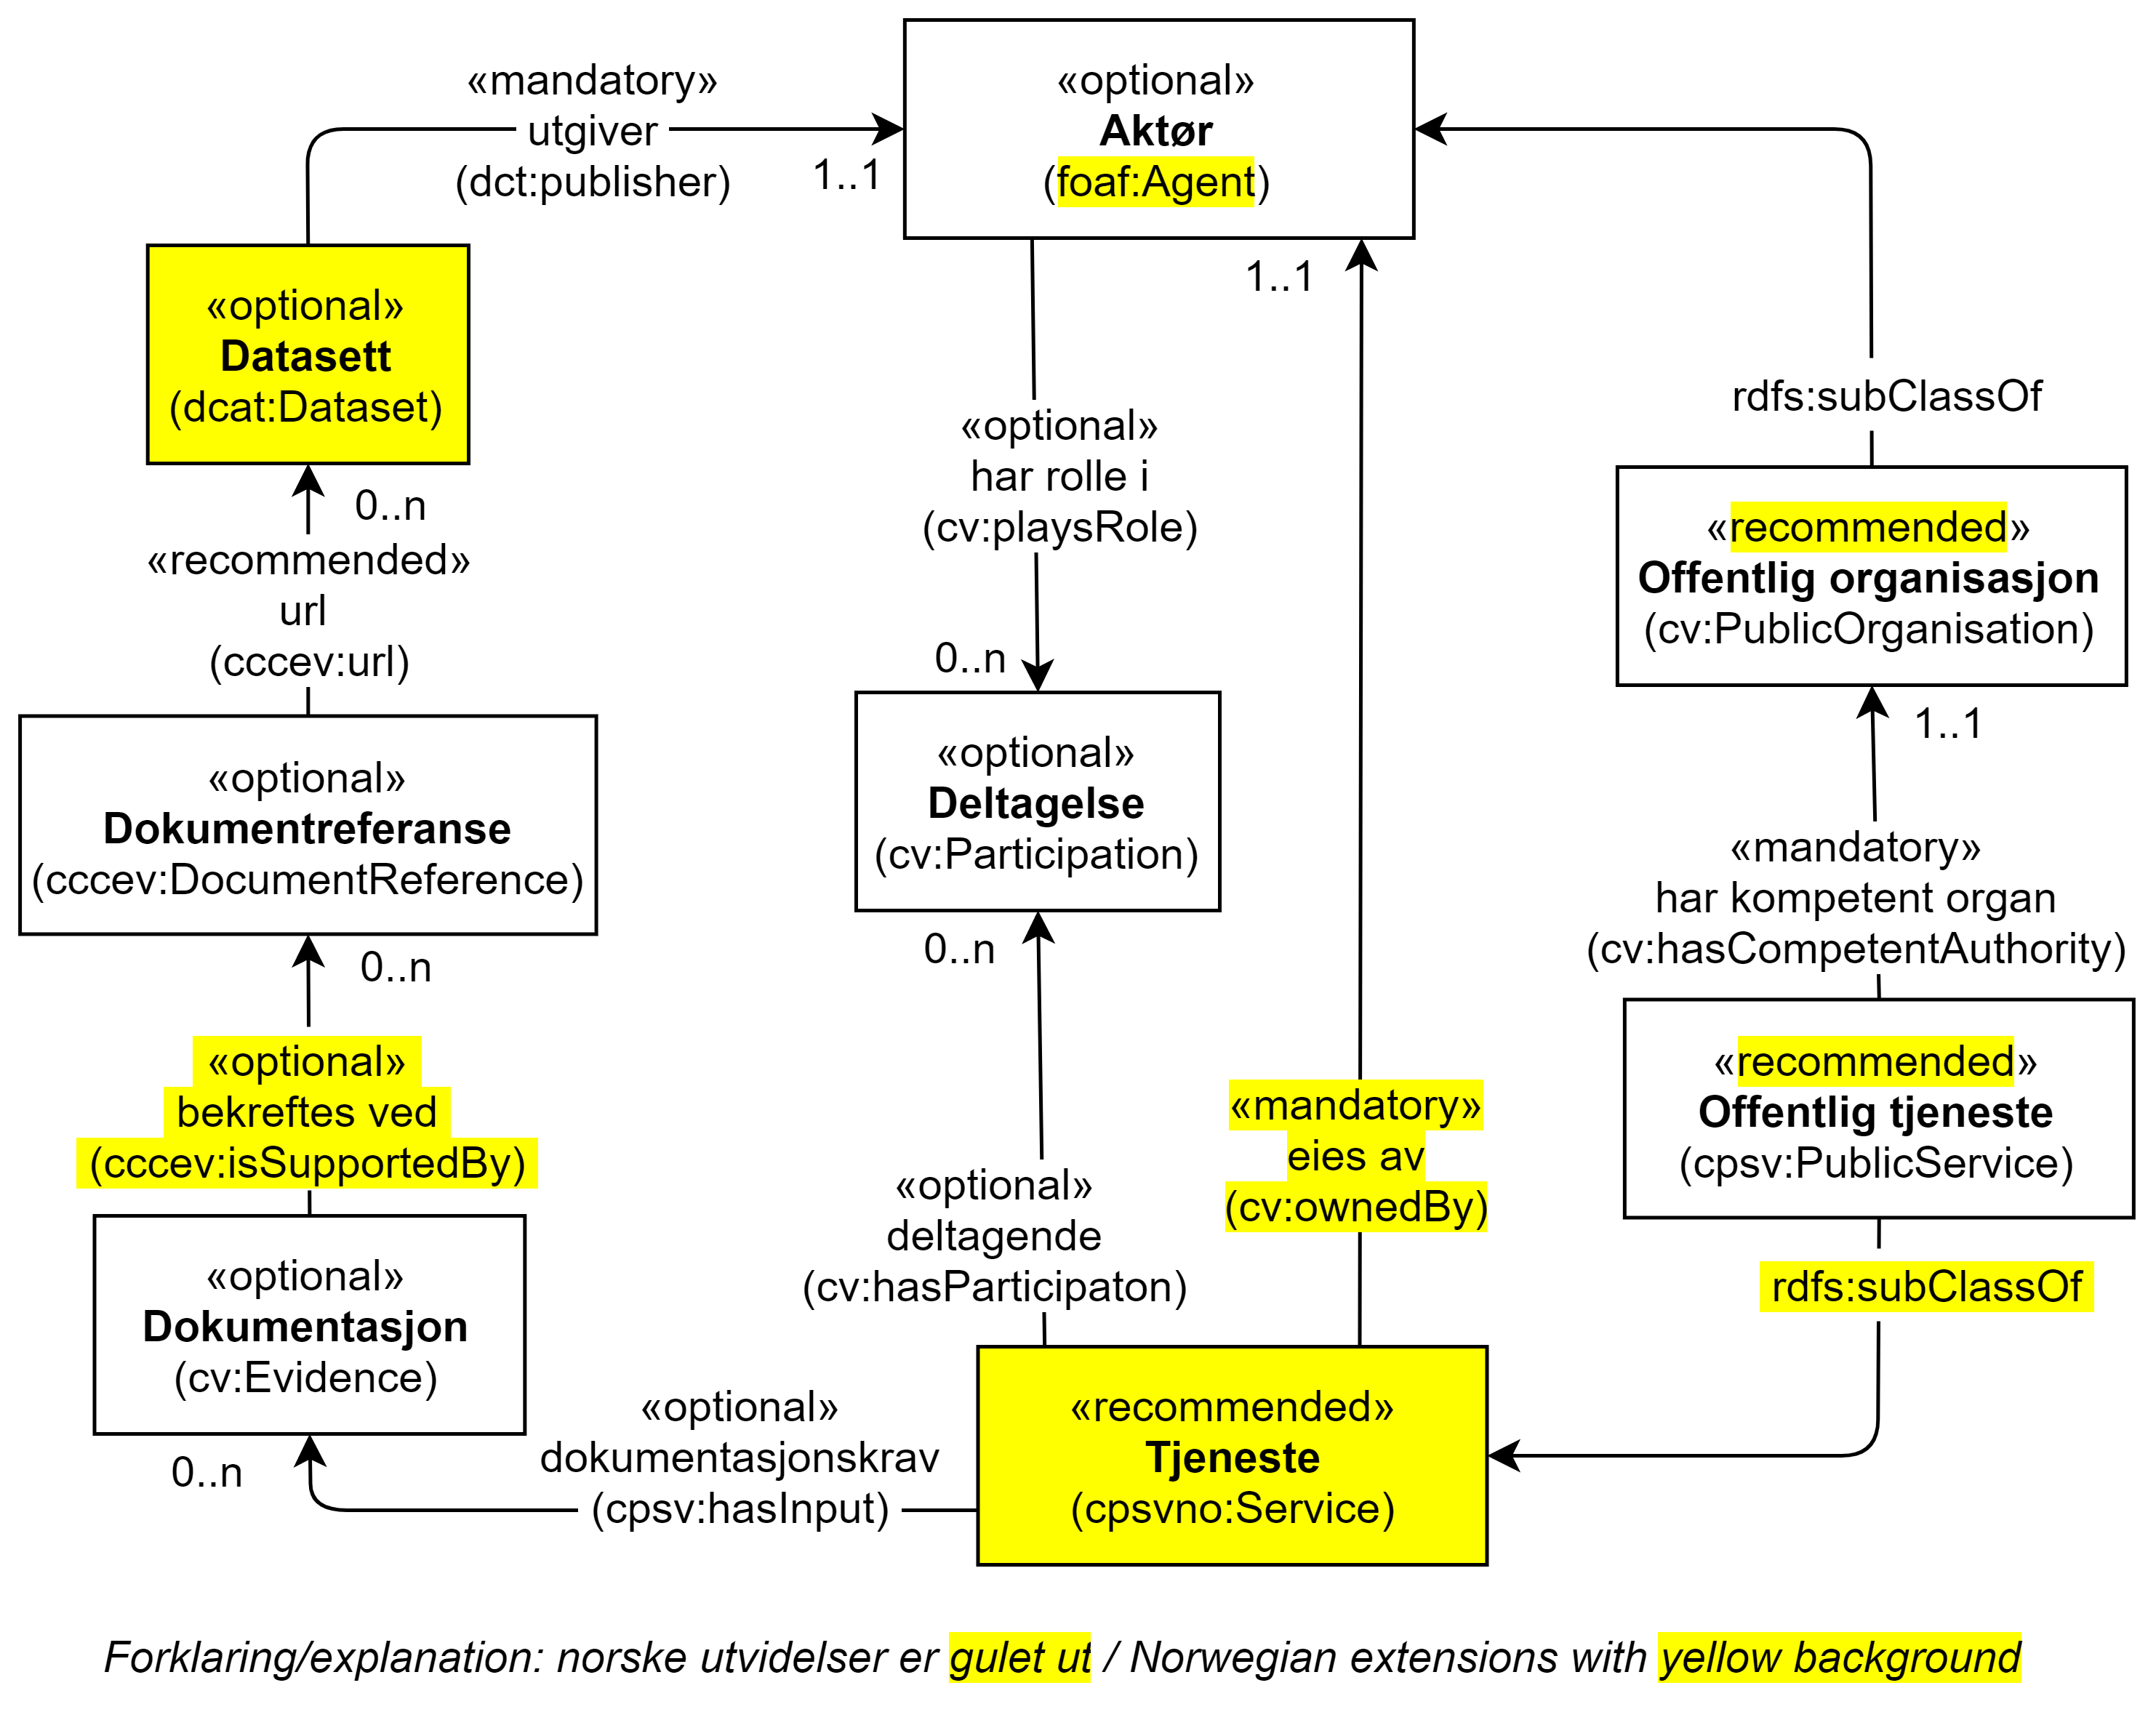 «mandatory»
utgiver
(dct:publisher)
1..1
«optional»
Aktør
(foaf:Agent)
1..1
«optional»
Datasett
(dcat:Dataset)
0..n
«recommended»
url
(cccev:url)
«optional»
har rolle i
(cv:playsRole)
0..n
rdfs:subClassOf
«recommended»
Offentlig organisasjon
(cv:PublicOrganisation)
1..1
«optional»
Dokumentreferanse
(cccev:DocumentReference)
0..n
«optional»
Deltagelse
(cv:Participation)
0..n
«mandatory»
har kompetent organ
(cv:hasCompetentAuthority)
«optional»
bekreftes ved
(cccev:isSupportedBy)
«mandatory»
eies av
(cv:ownedBy)
«recommended»
Offentlig tjeneste
(cpsv:PublicService)
«optional»
deltagende
(cv:hasParticipaton)
rdfs:subClassOf
«optional»
Dokumentasjon
(cv:Evidence)
0..n
«optional»
dokumentasjonskrav
(cpsv:hasInput)
«recommended»
Tjeneste
(cpsvno:Service)
Forklaring/explanation: norske utvidelser er gulet ut / Norwegian extensions with yellow background